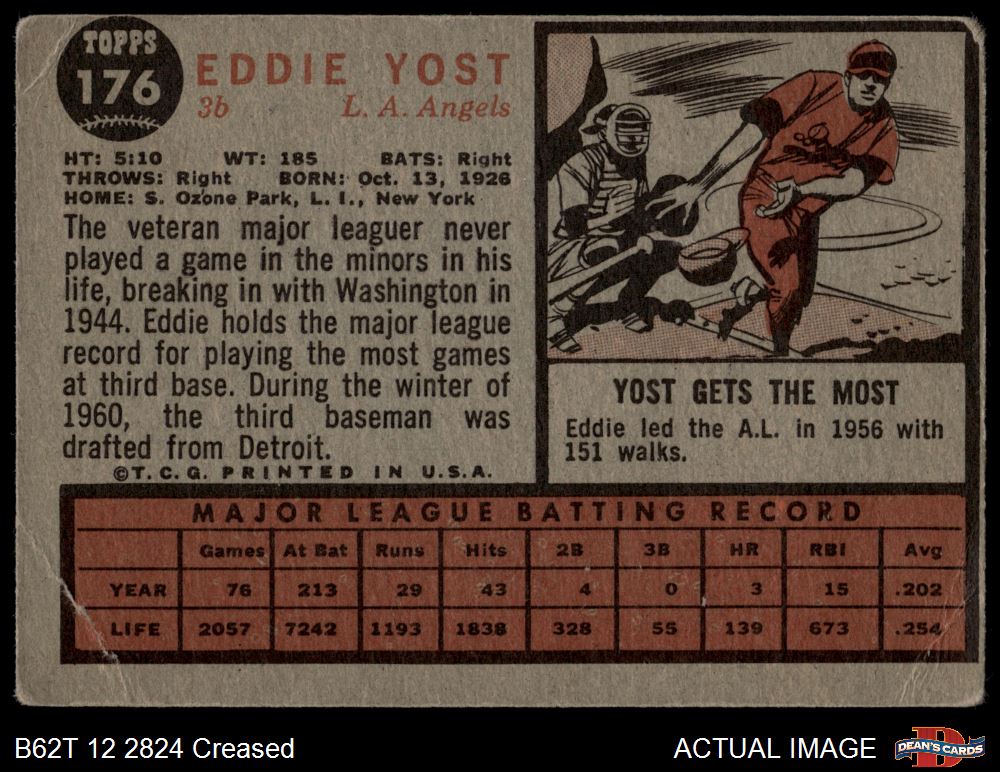 TOPPS
176
EDDIE YOST
3b L. A. Angels
HT: 5:10 WT: 185 BATS: Right
THROWS: Right BORN: Oct. 13, 1926
HOME: S. Ozone Park, L. I., New York
The veteran major leaguer never
played a game in the minors in his
life, breaking in with Washington in
1944. Eddie holds the major league
record for playing the most games
at third base. During the winter of
1960, the third baseman was
drafted from Detroit.
©T. C. G. PRINTED IN U.S.A.
YOST GETS THE MOST
Eddie led the A.L. in 1956 with
151 walks.
MAJOR LEAGUE BATTING RECORD
Games At Bat Runs Hits 2B 3B HR RBI Avg
YEAR 76 213 29 43 4 0 3 15 .202
LIFE 2057 7242 1193 1838 328 55 139 673 .254
B62T 12 2824 Creased
ACTUAL IMAGE
DEAN'S CARDS